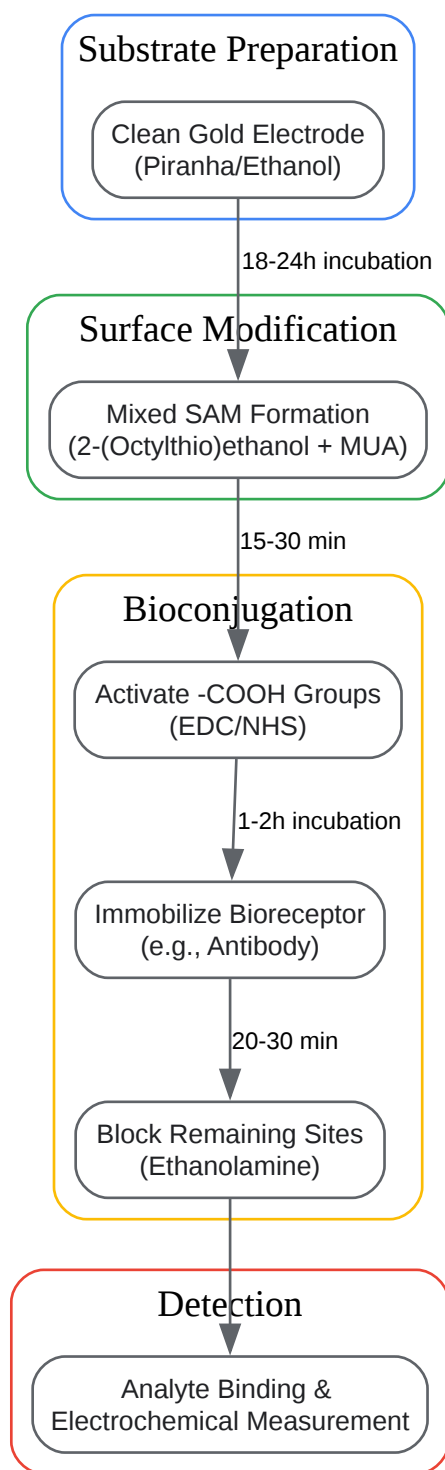 Substrate Preparation
Clean Gold Electrode
(Piranha/Ethanol)
18-24h incubation
Surface Modification
Mixed SAM Formation
(2-(Octylthio)ethanol + MUA)
15-30 min
Bioconjugation
Activate -COOH Groups
(EDC/NHS)
1-2h incubation
Immobilize Bioreceptor
(e.g., Antibody)
20-30 min
Block Remaining Sites
(Ethanolamine)
Detection
Analyte Binding &
Electrochemical Measurement